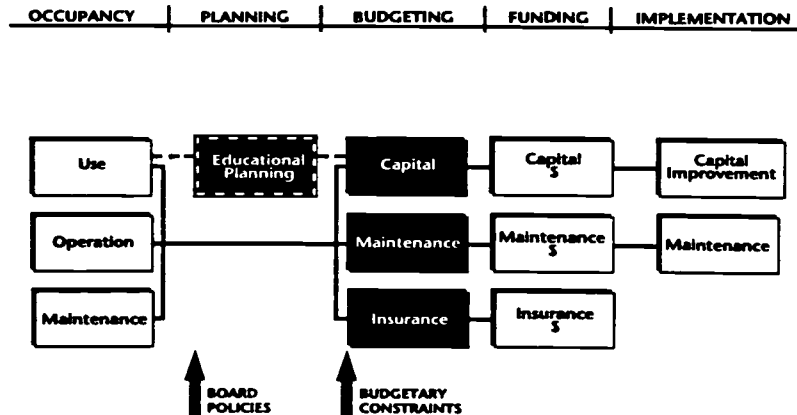 OCCUPANCY PLANNING BUDGETING FUNDING IMPLEMENTATION
Use
Educational
Planning
Capital
Capital
$
Capital
Improvement
Operation
Maintenance
Maintenance
$
Maintenance
Maintenance
Insurance
Insurance
$
BOARD
POLICIES
BUDGETARY
CONSTRAINTS